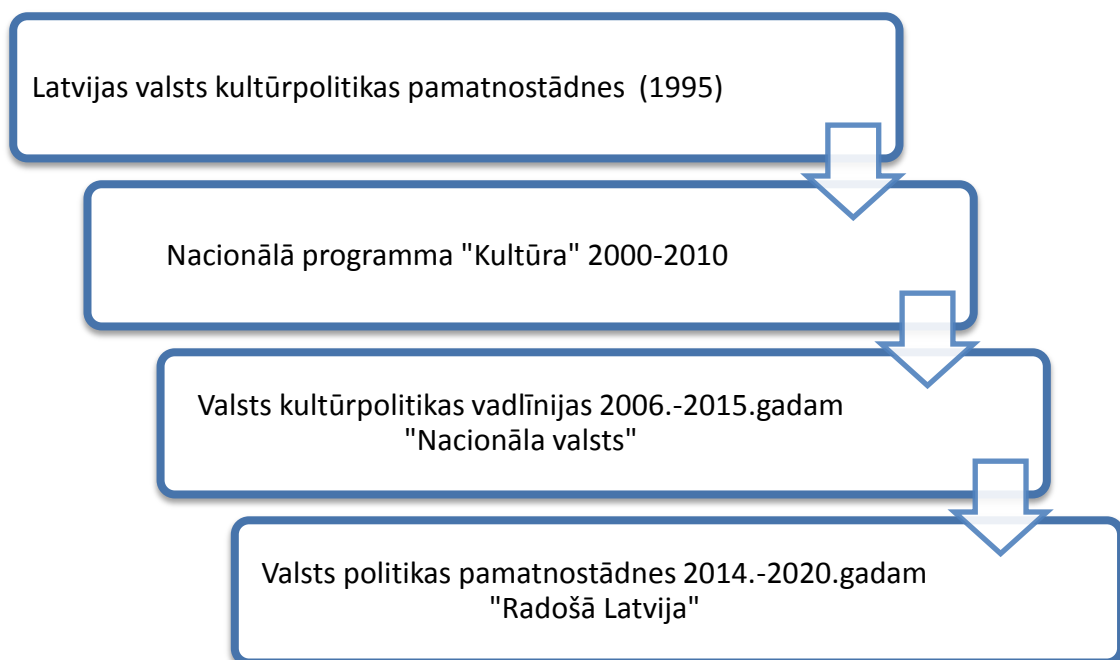 Latvijas valsts kultūrpolitikas pamatnostādnes  (1995)
Nacionālā programma "Kultūra" 2000-2010
Valsts kultūrpolitikas vadlīnijas 2006.-2015.gadam
"Nacionāla valsts"
Valsts politikas pamatnostādnes 2014.-2020.gadam
"Radošā Latvija"